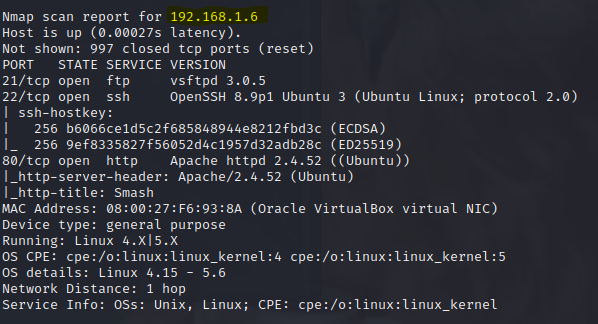 Nmap scan report for 192.168.1.6
Host is up (0.00027s latency).
Not shown: 997 closed tcp ports (reset)
PORT   STATE SERVICE VERSION
21/tcp open  ftp     vsftpd 3.0.5
22/tcp open  ssh     OpenSSH 8.9p1 Ubuntu 3 (Ubuntu Linux; protocol 2.0)
| ssh-hostkey:
|   256 b6066ce1d5c2f685848944e8212fbd3c (ECDSA)
|_  256 9ef8335827f56052d4c1957d32adb28c (ED25519)
80/tcp open  http    Apache httpd 2.4.52 ((Ubuntu))
|_http-server-header: Apache/2.4.52 (Ubuntu)
|_http-title: Smash
MAC Address: 08:00:27:F6:93:8A (Oracle VirtualBox virtual NIC)
Device type: general purpose
Running: Linux 4.X|5.X
OS CPE: cpe:/o:linux:linux_kernel:4 cpe:/o:linux:linux_kernel:5
OS details: Linux 4.15 - 5.6
Network Distance: 1 hop
Service Info: OSs: Unix, Linux; CPE: cpe:/o:linux:linux_kernel